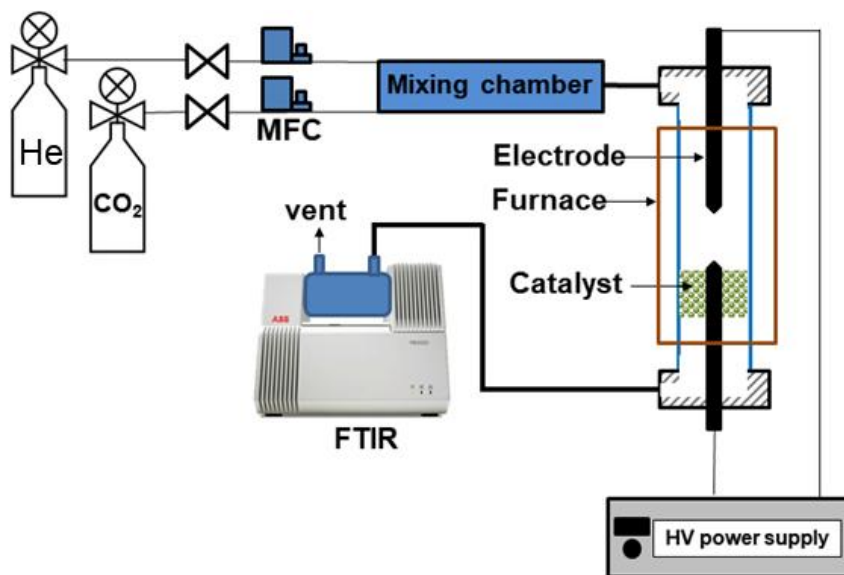 He
CO₂
MFC
Mixing chamber
Electrode
Furnace
Catalyst
vent
ABB
FTIR
HV power supply